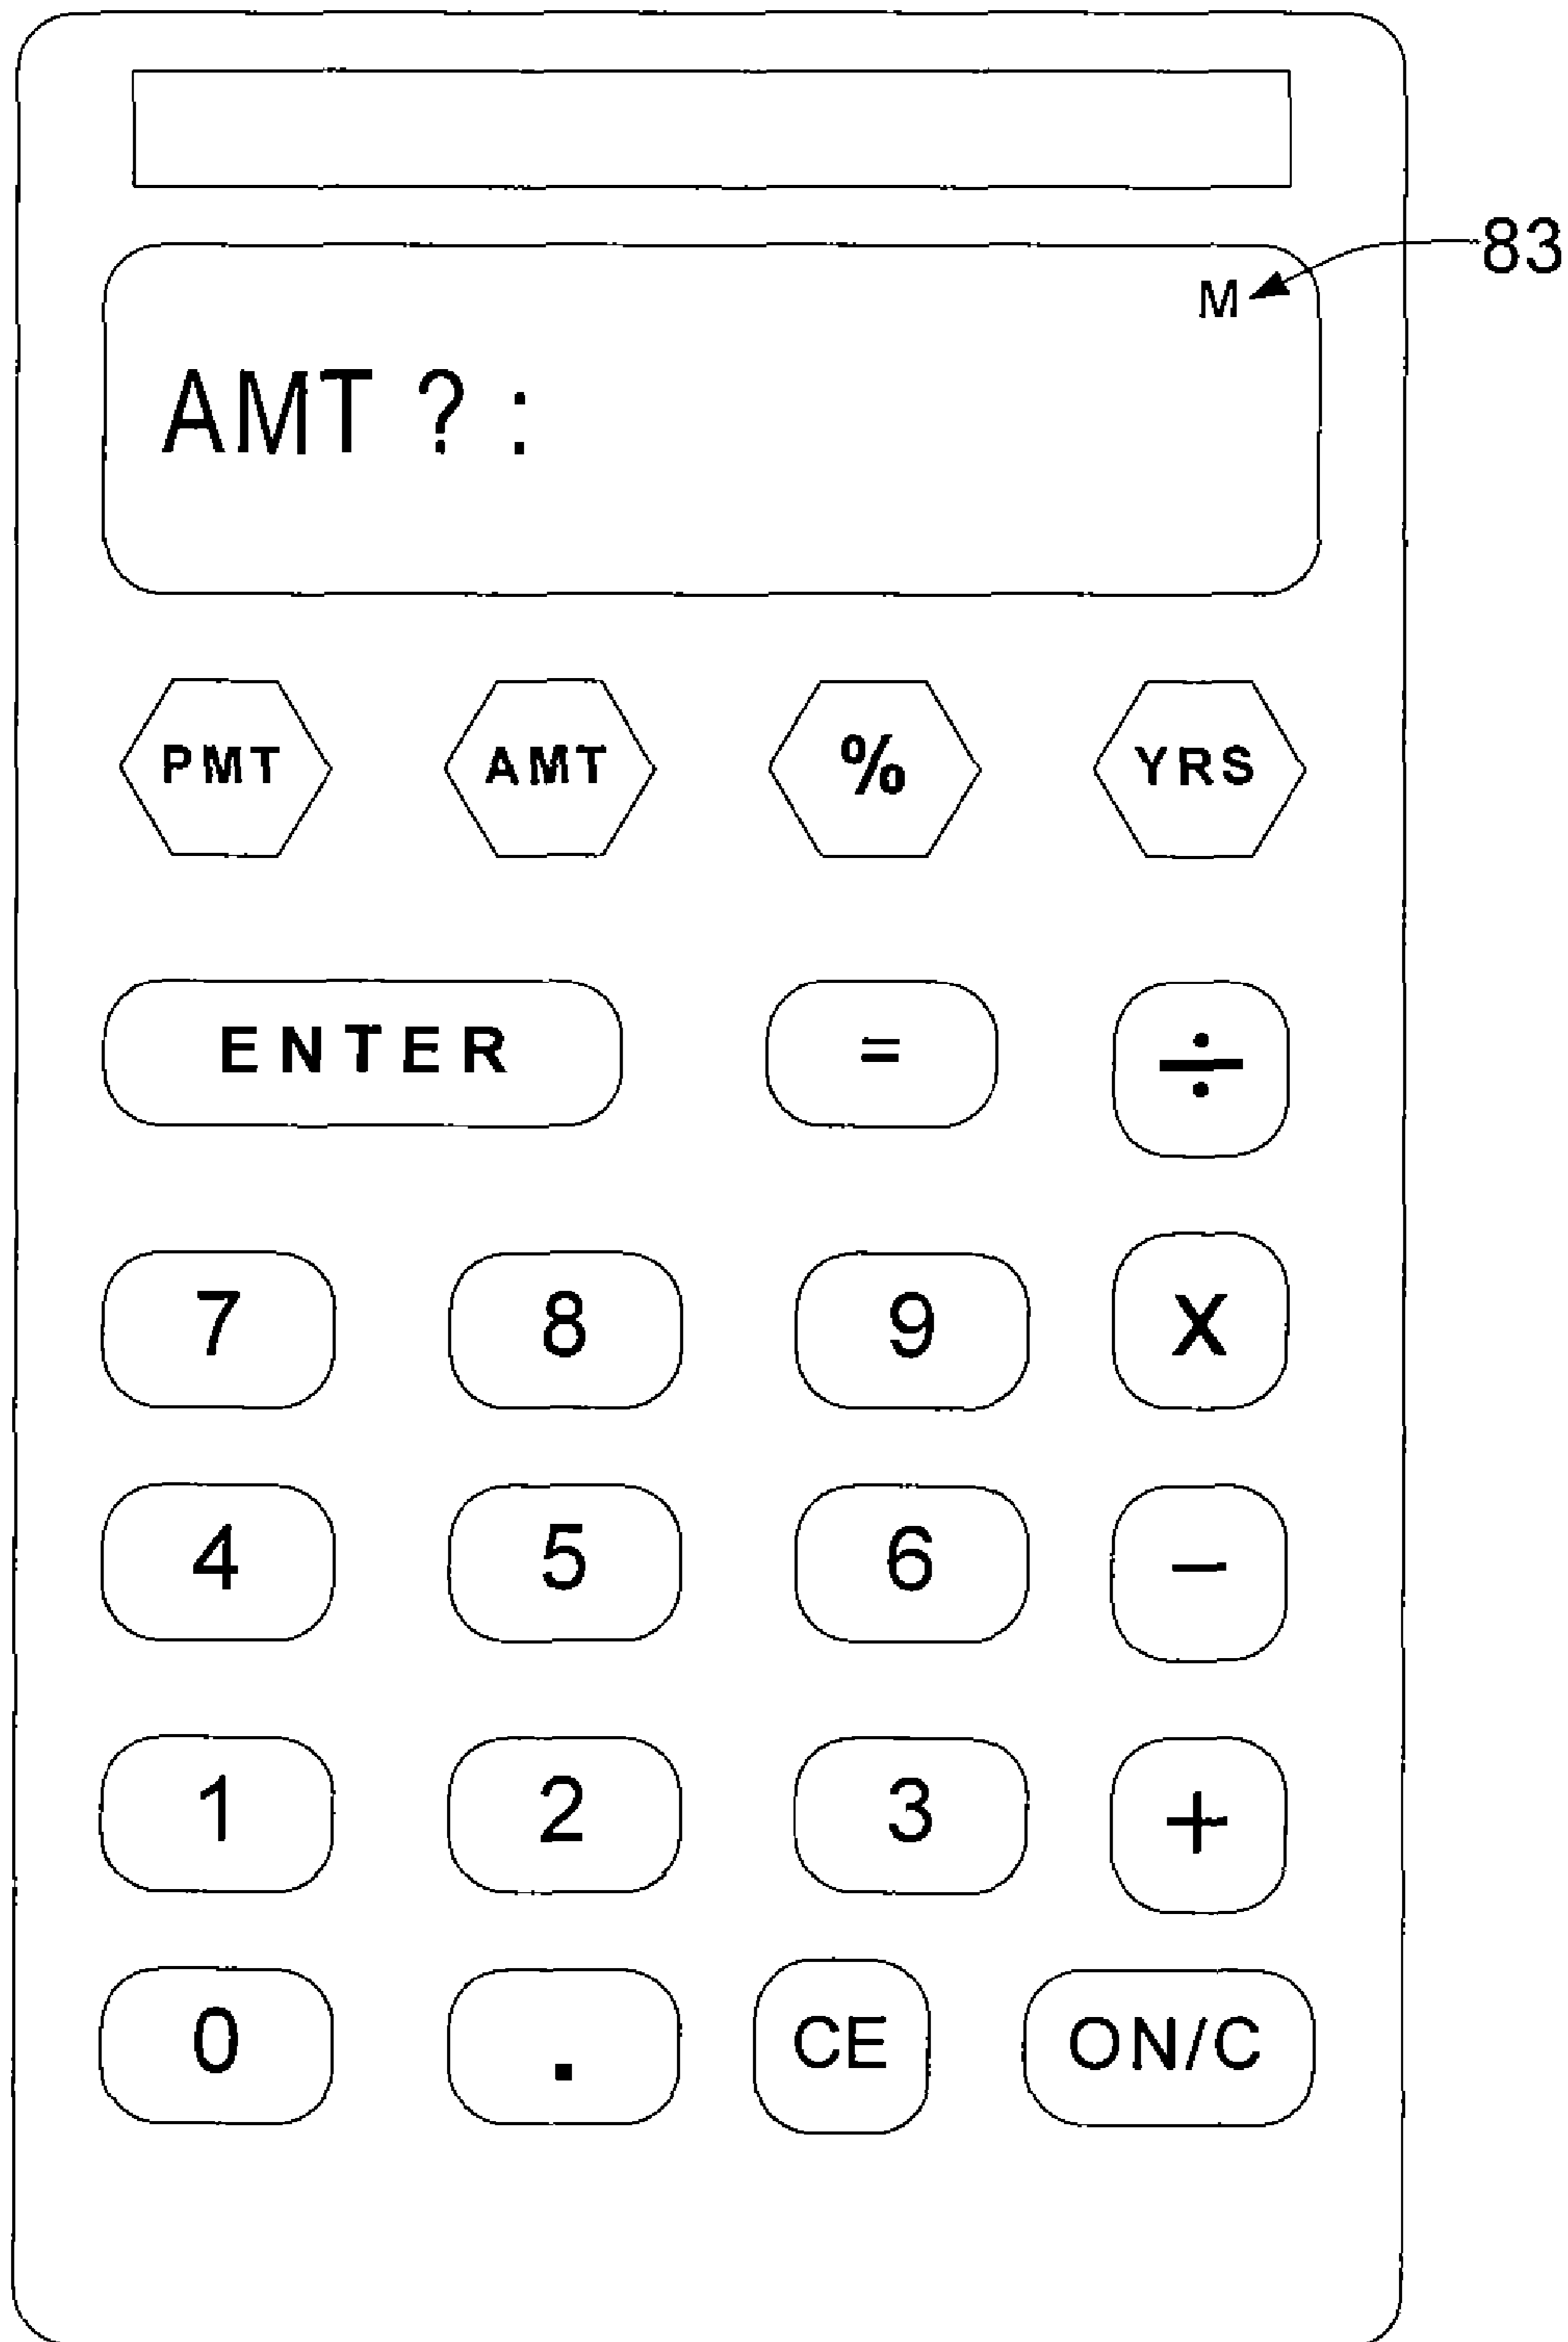 83
M
AMT ? :
PMT AMT % YRS
ENTER = ÷
7 8 9 X
4 5 6 −
1 2 3 +
0 . CE ON/C